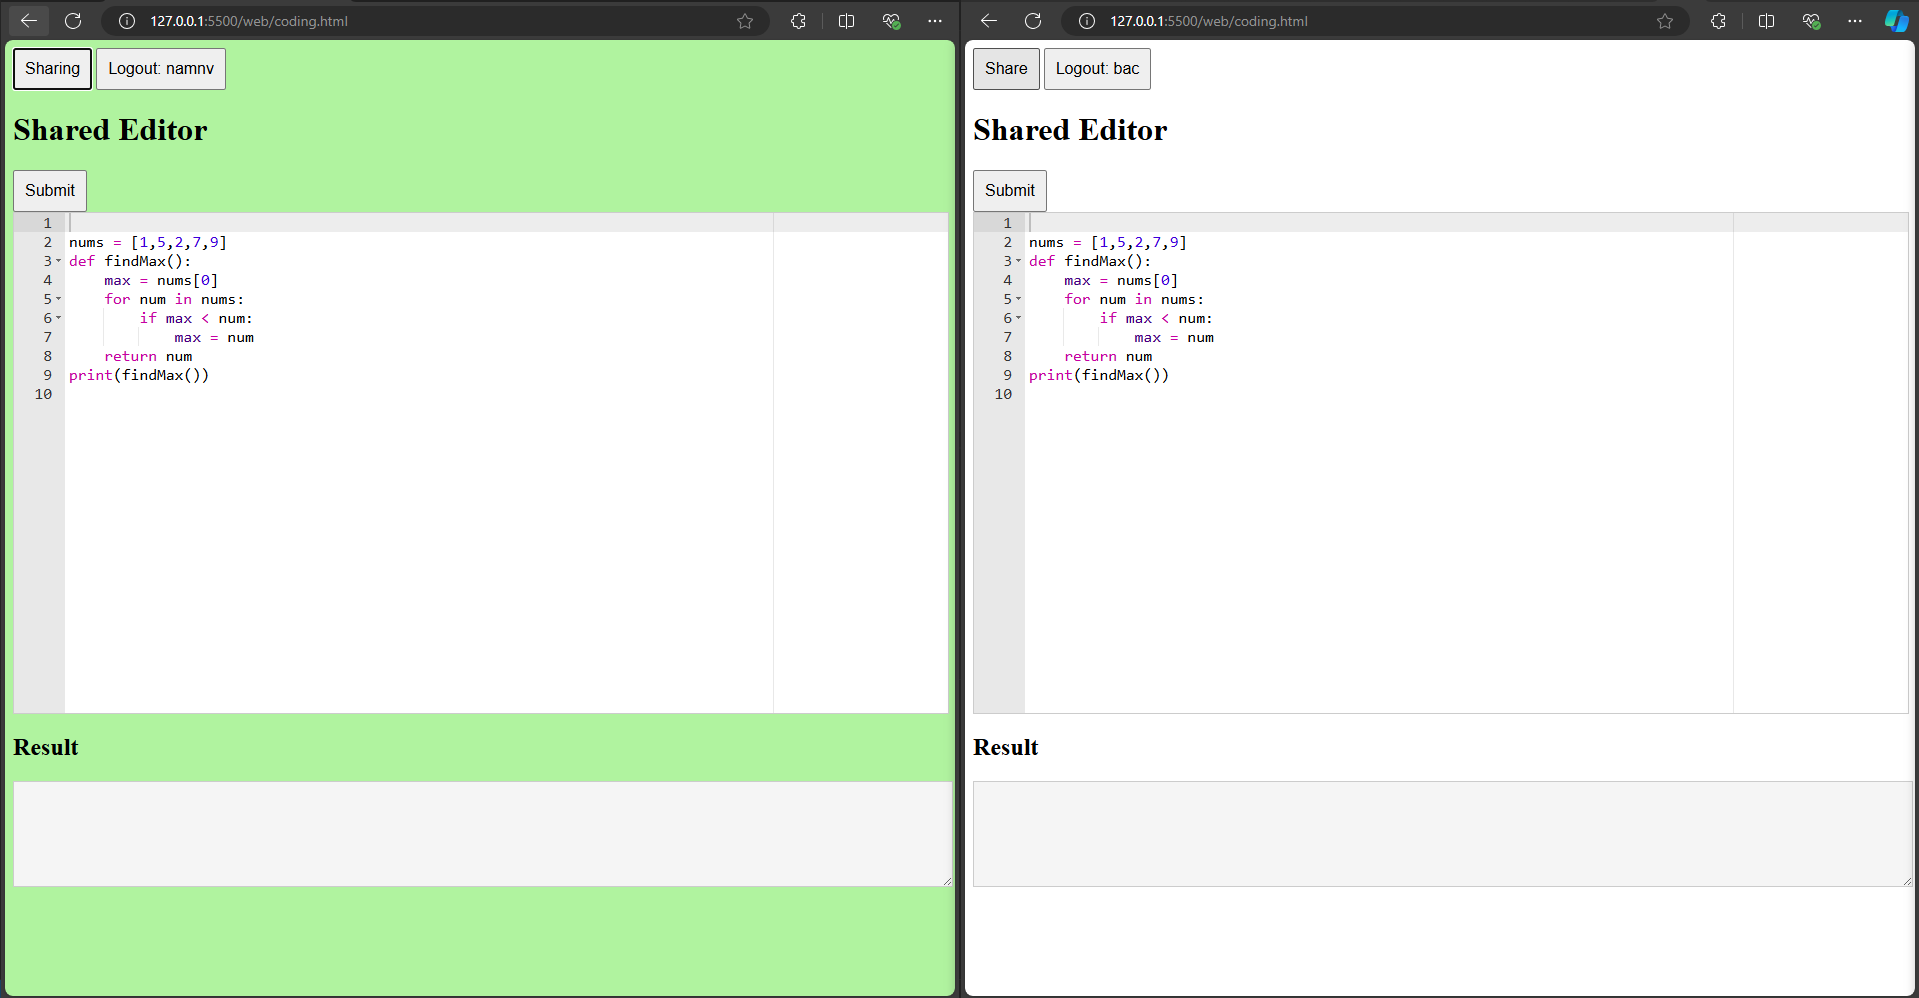 127.0.0.1:5500/web/coding.html
Sharing
Logout: namnv
Shared Editor
Submit
1
2 nums = [1,5,2,7,9]
3 def findMax():
4     max = nums[0]
5     for num in nums:
6         if max < num:
7             max = num
8     return num
9 print(findMax())
10
Result
127.0.0.1:5500/web/coding.html
Share
Logout: bac
Shared Editor
Submit
1
2 nums = [1,5,2,7,9]
3 def findMax():
4     max = nums[0]
5     for num in nums:
6         if max < num:
7             max = num
8     return num
9 print(findMax())
10
Result